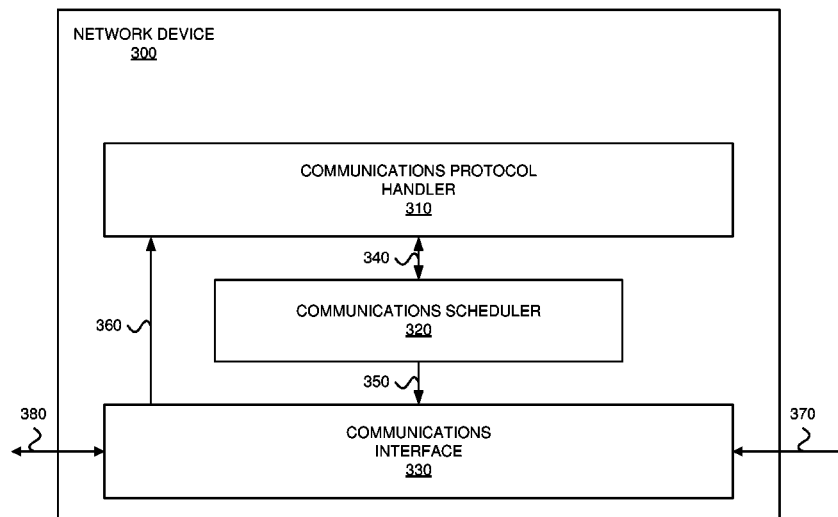 NETWORK DEVICE
300
COMMUNICATIONS PROTOCOL
HANDLER
310
340
COMMUNICATIONS SCHEDULER
320
360
350
380
COMMUNICATIONS
INTERFACE
330
370